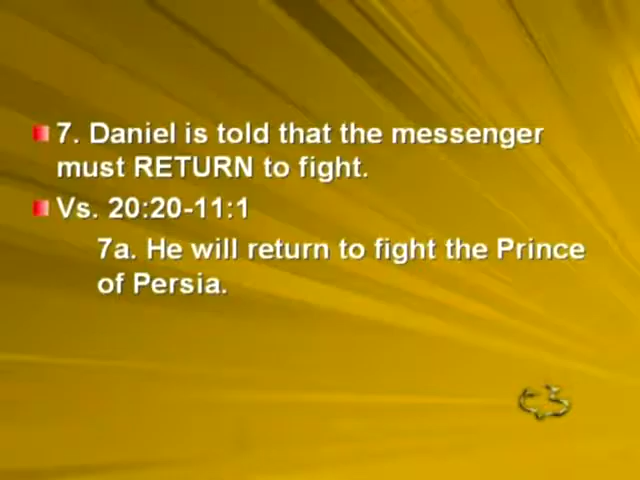 7. Daniel is told that the messenger
must RETURN to fight.
Vs. 20:20-11:1
7a. He will return to fight the Prince
of Persia.